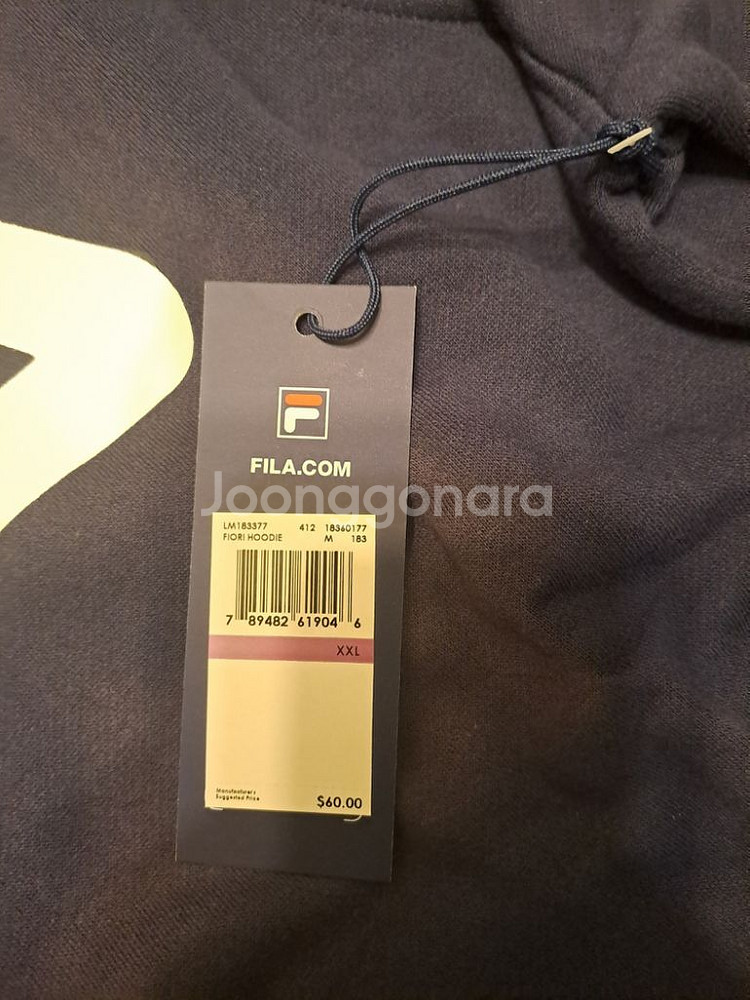 FILA.COM
Joonggonara
LM183377 412 18360177
FIORI HOODIE M 183
7 89482 61904 6
XXL
Manufacturers
Suggested Price
$60.00